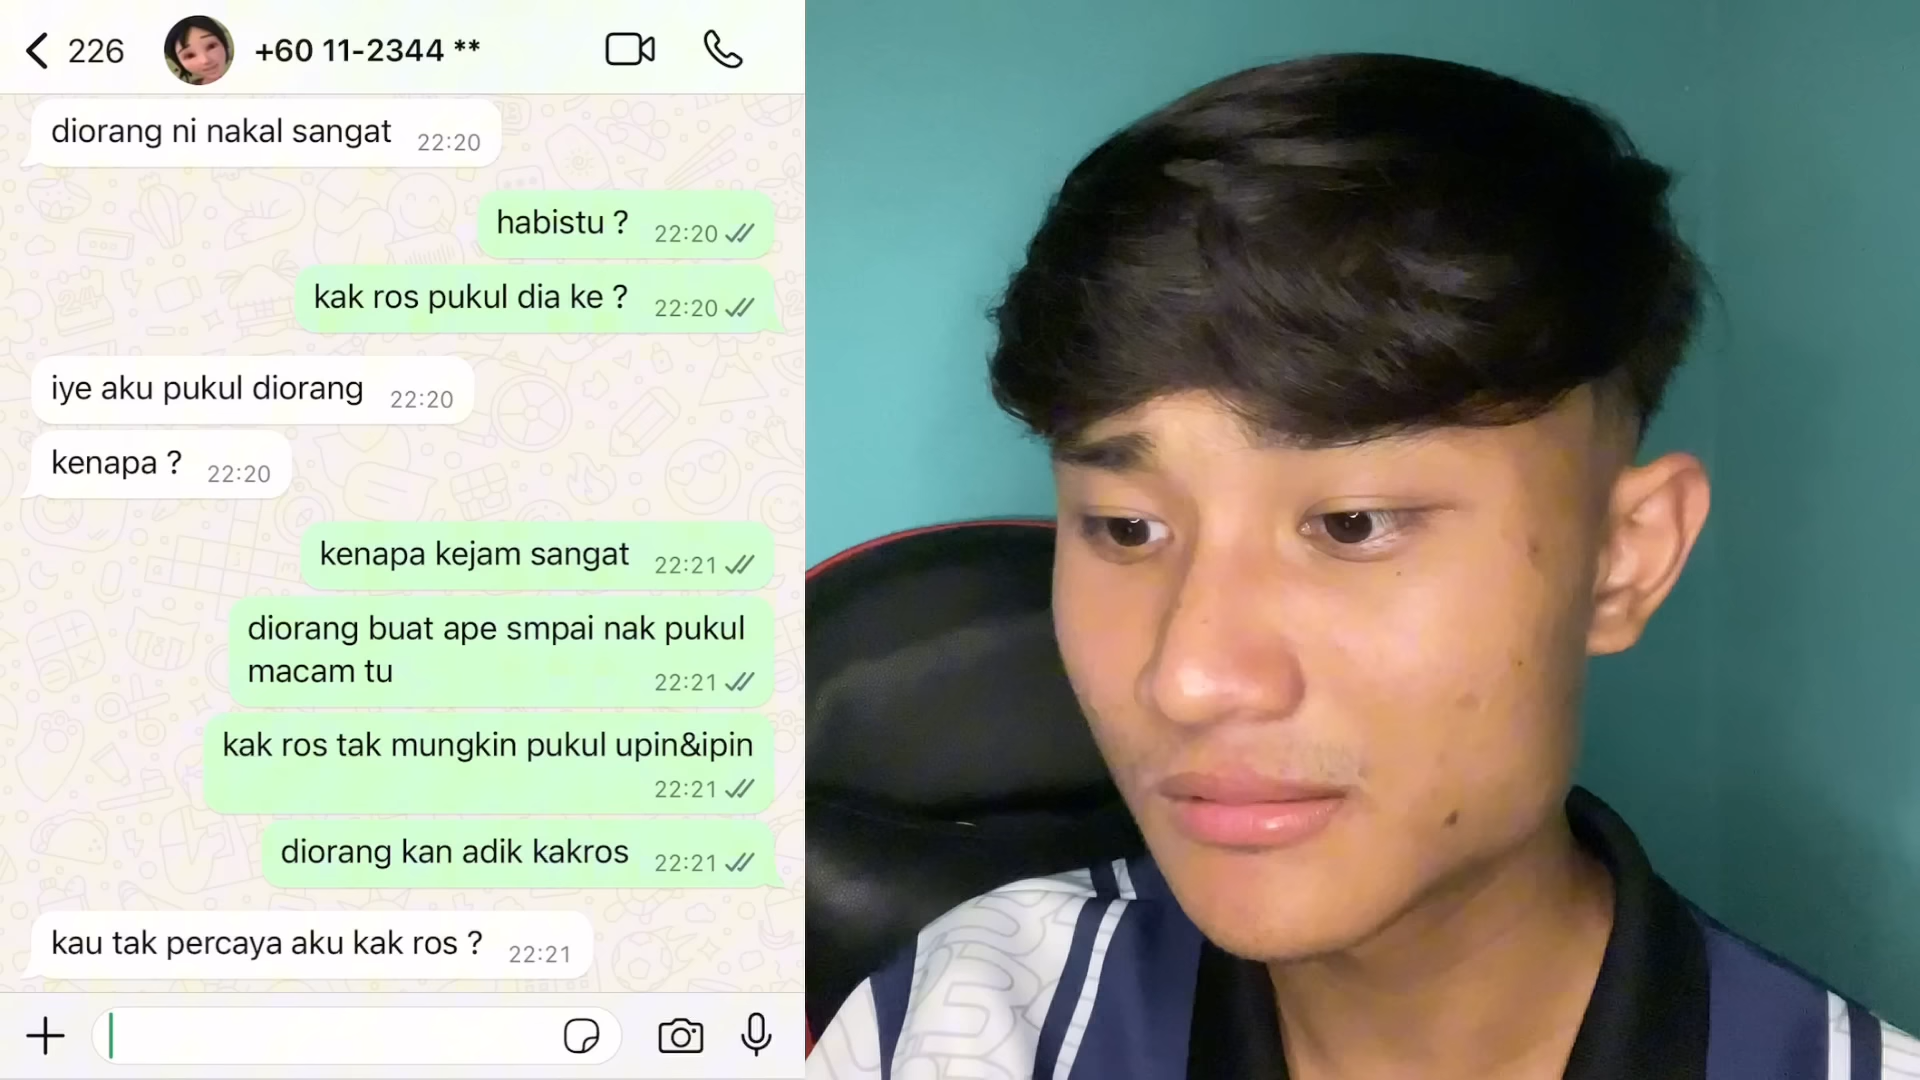 226
+60 11-2344 **
diorang ni nakal sangat 22:20
habistu ? 22:20
kak ros pukul dia ke ? 22:20
iye aku pukul diorang 22:20
kenapa ? 22:20
kenapa kejam sangat 22:21
diorang buat ape smpai nak pukul
macam tu 22:21
kak ros tak mungkin pukul upin&ipin
22:21
diorang kan adik kakros 22:21
kau tak percaya aku kak ros ? 22:21